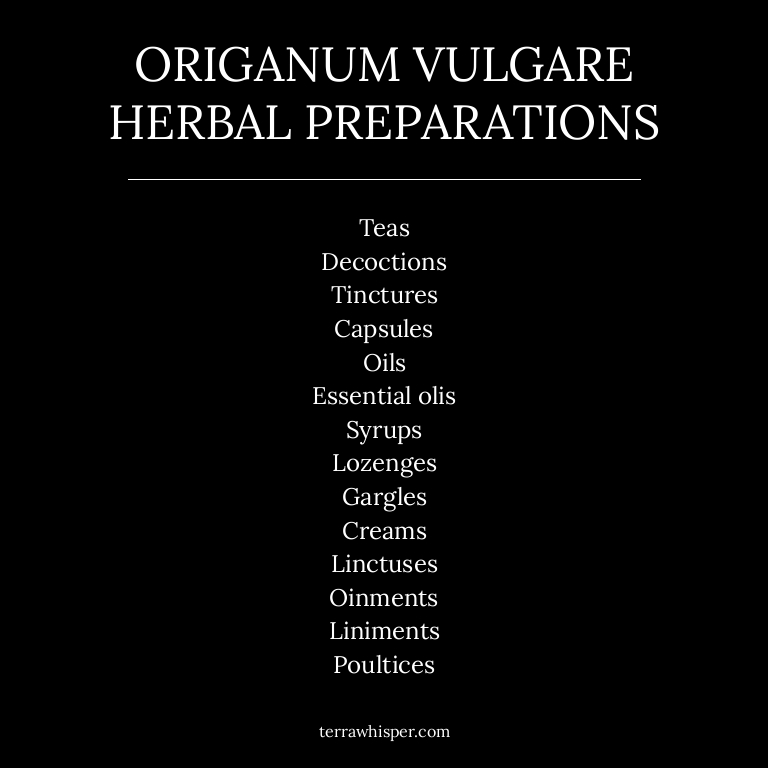 ORIGANUM VULGARE
HERBAL PREPARATIONS
Teas
Decoctions
Tinctures
Capsules
Oils
Essential olis
Syrups
Lozenges
Gargles
Creams
Linctuses
Oinments
Liniments
Poultices
terrawhisper.com